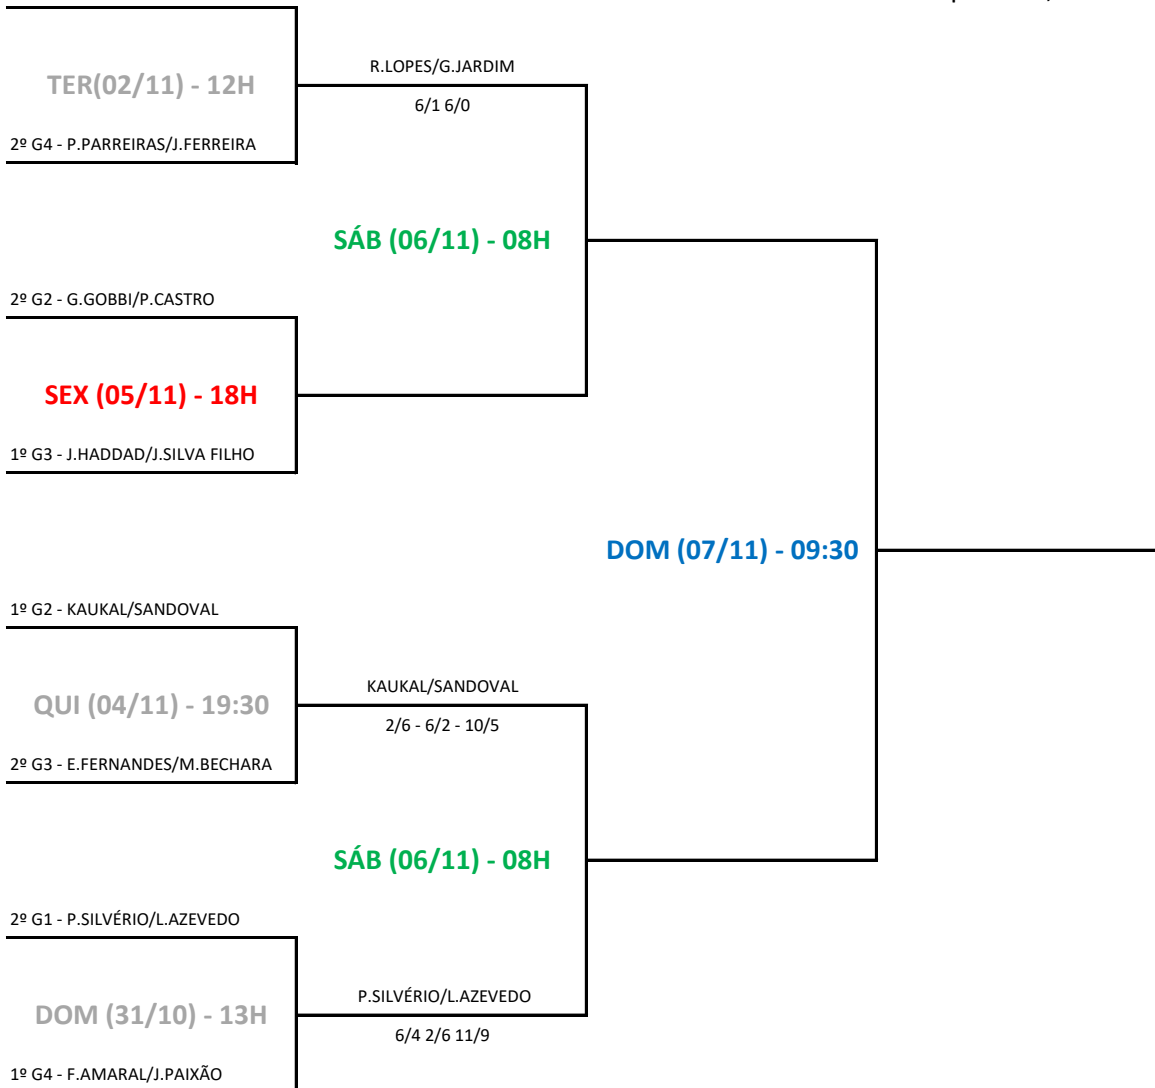 TER(02/11) - 12H
R.LOPES/G.JARDIM
6/1 6/0
2º G4 - P.PARREIRAS/J.FERREIRA
SÁB (06/11) - 08H
2º G2 - G.GOBBI/P.CASTRO
SEX (05/11) - 18H
1º G3 - J.HADDAD/J.SILVA FILHO
DOM (07/11) - 09:30
1º G2 - KAUKAL/SANDOVAL
QUI (04/11) - 19:30
KAUKAL/SANDOVAL
2/6 - 6/2 - 10/5
2º G3 - E.FERNANDES/M.BECHARA
SÁB (06/11) - 08H
2º G1 - P.SILVÉRIO/L.AZEVEDO
DOM (31/10) - 13H
P.SILVÉRIO/L.AZEVEDO
6/4 2/6 11/9
1º G4 - F.AMARAL/J.PAIXÃO